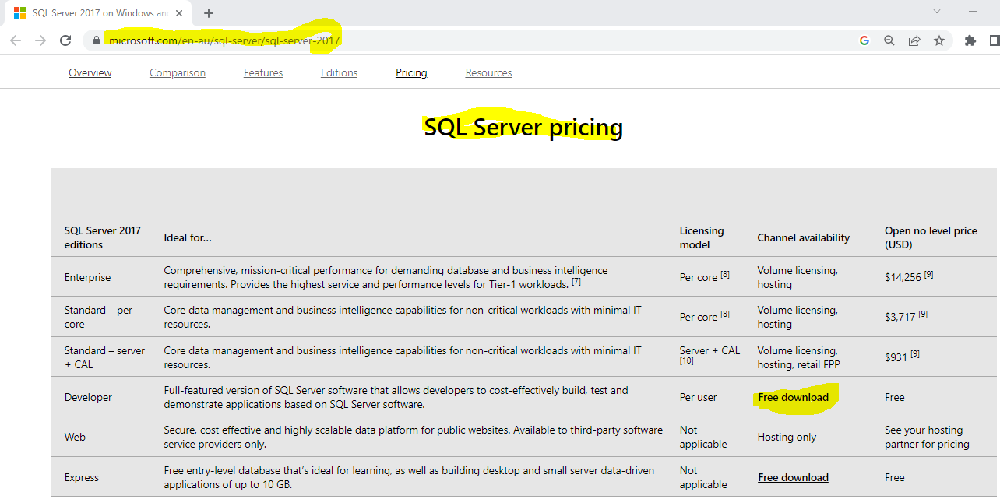 SQL Server 2017 on Windows an
microsoft.com/en-au/sql-server/sql-server-2017
Overview Comparison Features Editions Pricing Resources
SQL Server pricing
SQL Server 2017
editions
Ideal for...
Licensing
model
Channel availability
Open no level price
(USD)
Enterprise
Comprehensive, mission-critical performance for demanding database and business intelligence
requirements. Provides the highest service and performance levels for Tier-1 workloads. [7]
Per core [8]
Volume licensing,
hosting
$14,256 [9]
Standard – per
core
Core data management and business intelligence capabilities for non-critical workloads with minimal IT
resources.
Per core [8]
Volume licensing,
hosting
$3,717 [9]
Standard – server
+ CAL
Core data management and business intelligence capabilities for non-critical workloads with minimal IT
resources.
Server + CAL
[10]
Volume licensing,
hosting, retail FPP
$931 [9]
Developer
Full-featured version of SQL Server software that allows developers to cost-effectively build, test and
demonstrate applications based on SQL Server software.
Per user
Free download
Free
Web
Secure, cost effective and highly scalable data platform for public websites. Available to third-party software
service providers only.
Not
applicable
Hosting only
See your hosting
partner for pricing
Express
Free entry-level database that's ideal for learning, as well as building desktop and small server data-driven
applications of up to 10 GB.
Not
applicable
Free download
Free